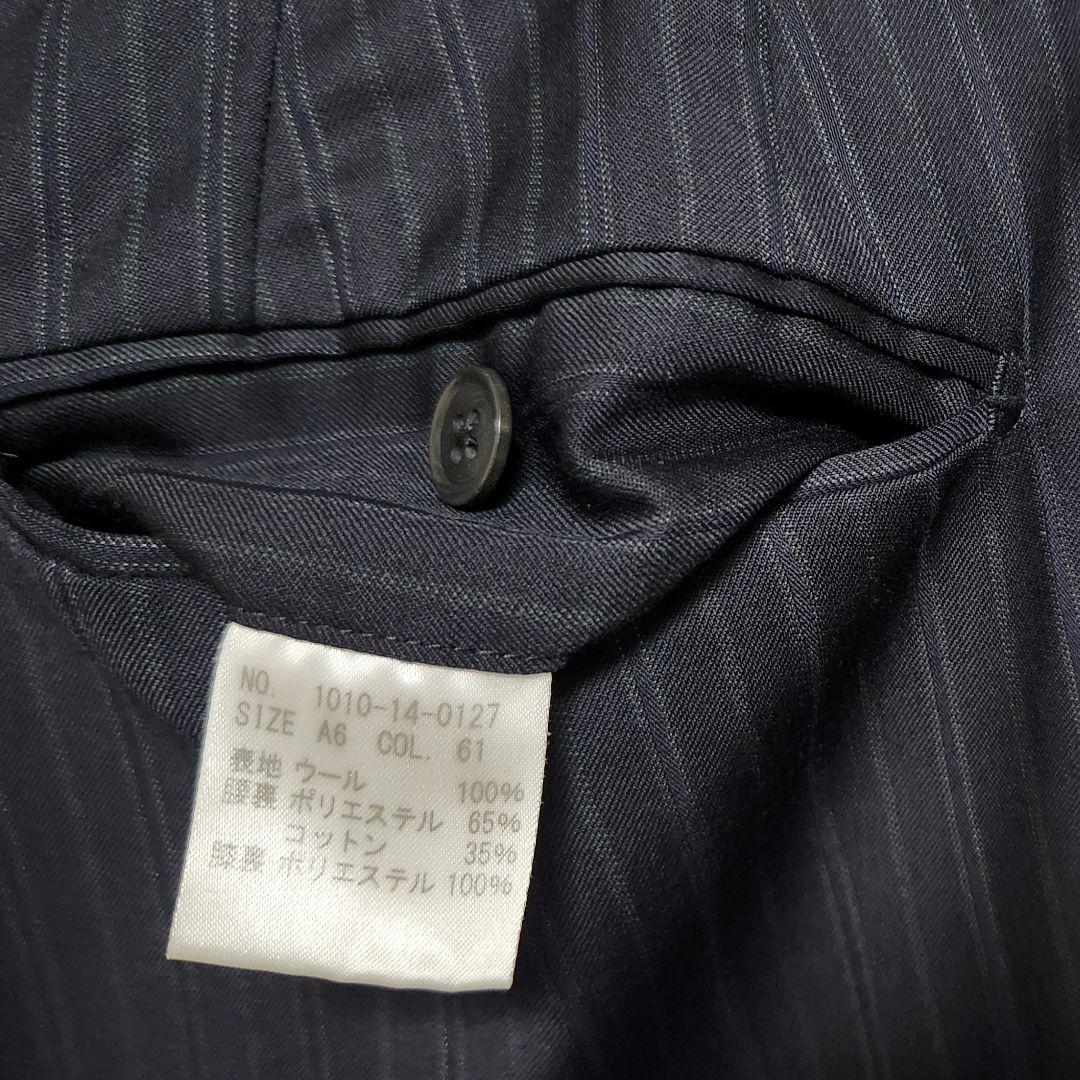 NO. 1010-14-0127
SIZE A6 COL. 61
表地 ウール 100%
腰裏 ポリエステル 65%
コットン 35%
膝裏 ポリエステル 100%